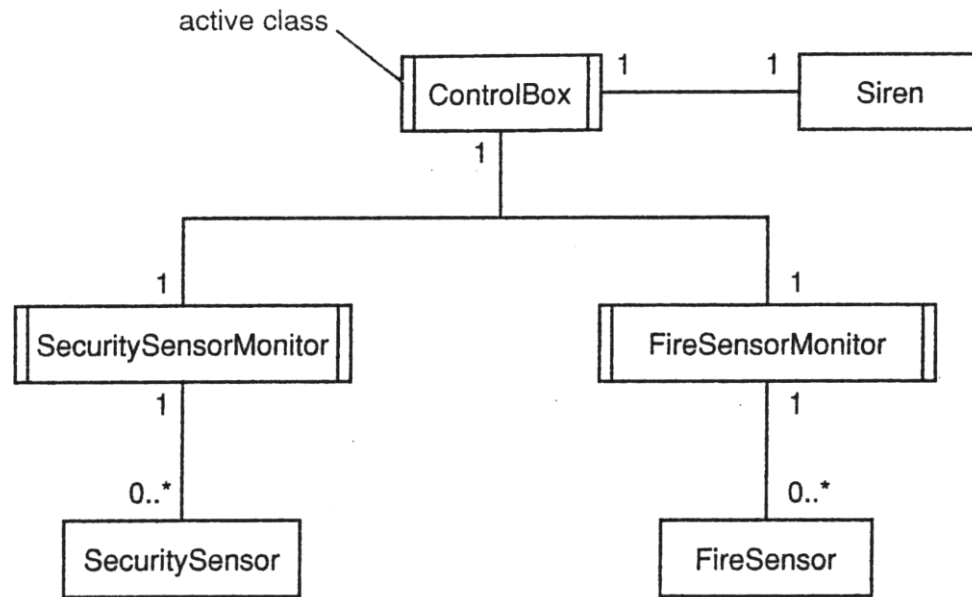 active class
ControlBox
1
1
Siren
1
1
1
SecuritySensorMonitor
FireSensorMonitor
1
1
0..*
0..*
SecuritySensor
FireSensor